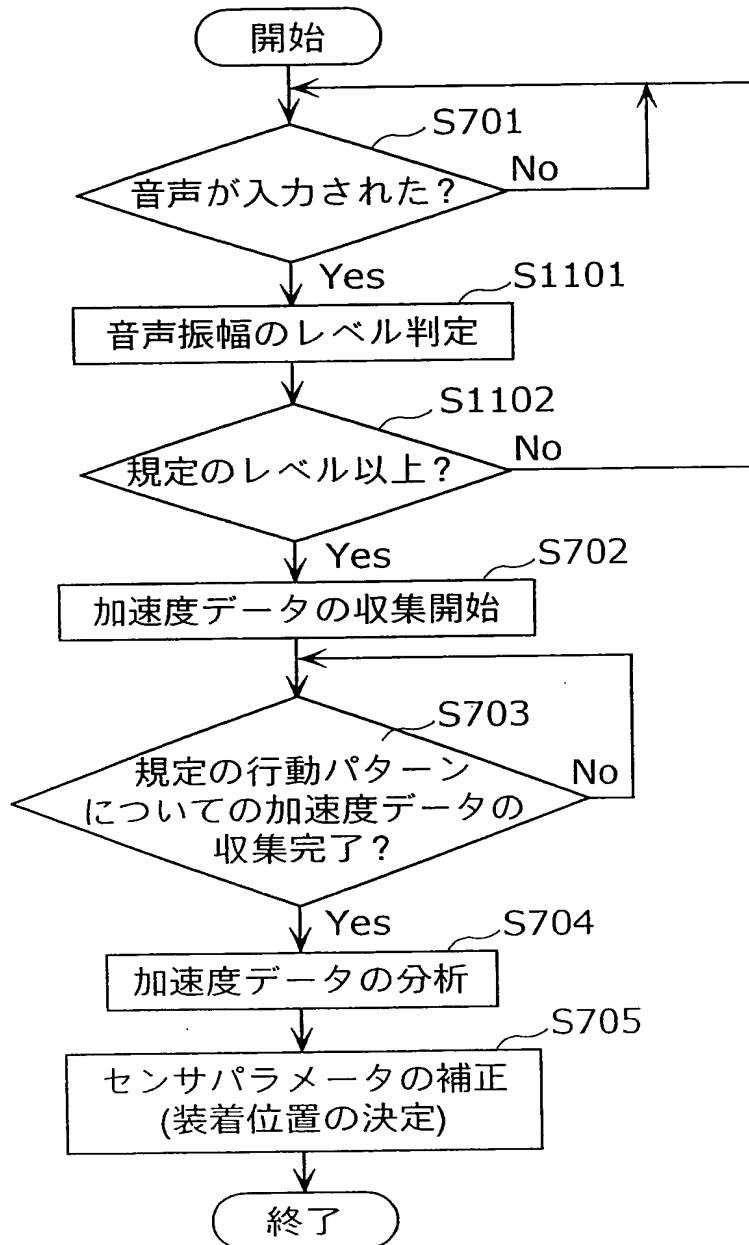 開始
S701
音声が入力された?
No
Yes
S1101
音声振幅のレベル判定
S1102
規定のレベル以上?
No
Yes
S702
加速度データの収集開始
S703
規定の行動パターン
についての加速度データの
収集完了?
No
Yes
S704
加速度データの分析
S705
センサパラメータの補正
(装着位置の決定)
終了